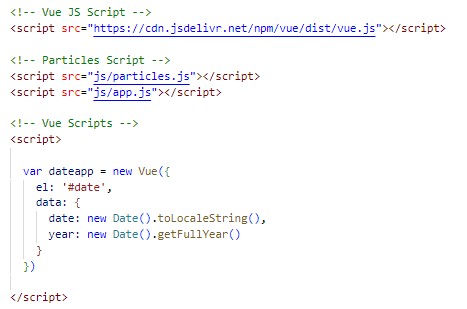 <!-- Vue JS Script -->
<script src="https://cdn.jsdelivr.net/npm/vue/dist/vue.js"></script>
<!-- Particles Script -->
<script src="js/particles.js"></script>
<script src="js/app.js"></script>
<!-- Vue Scripts -->
<script>
var dateapp = new Vue({
el: '#date',
data: {
date: new Date().toLocaleString(),
year: new Date().getFullYear()
}
})
</script>